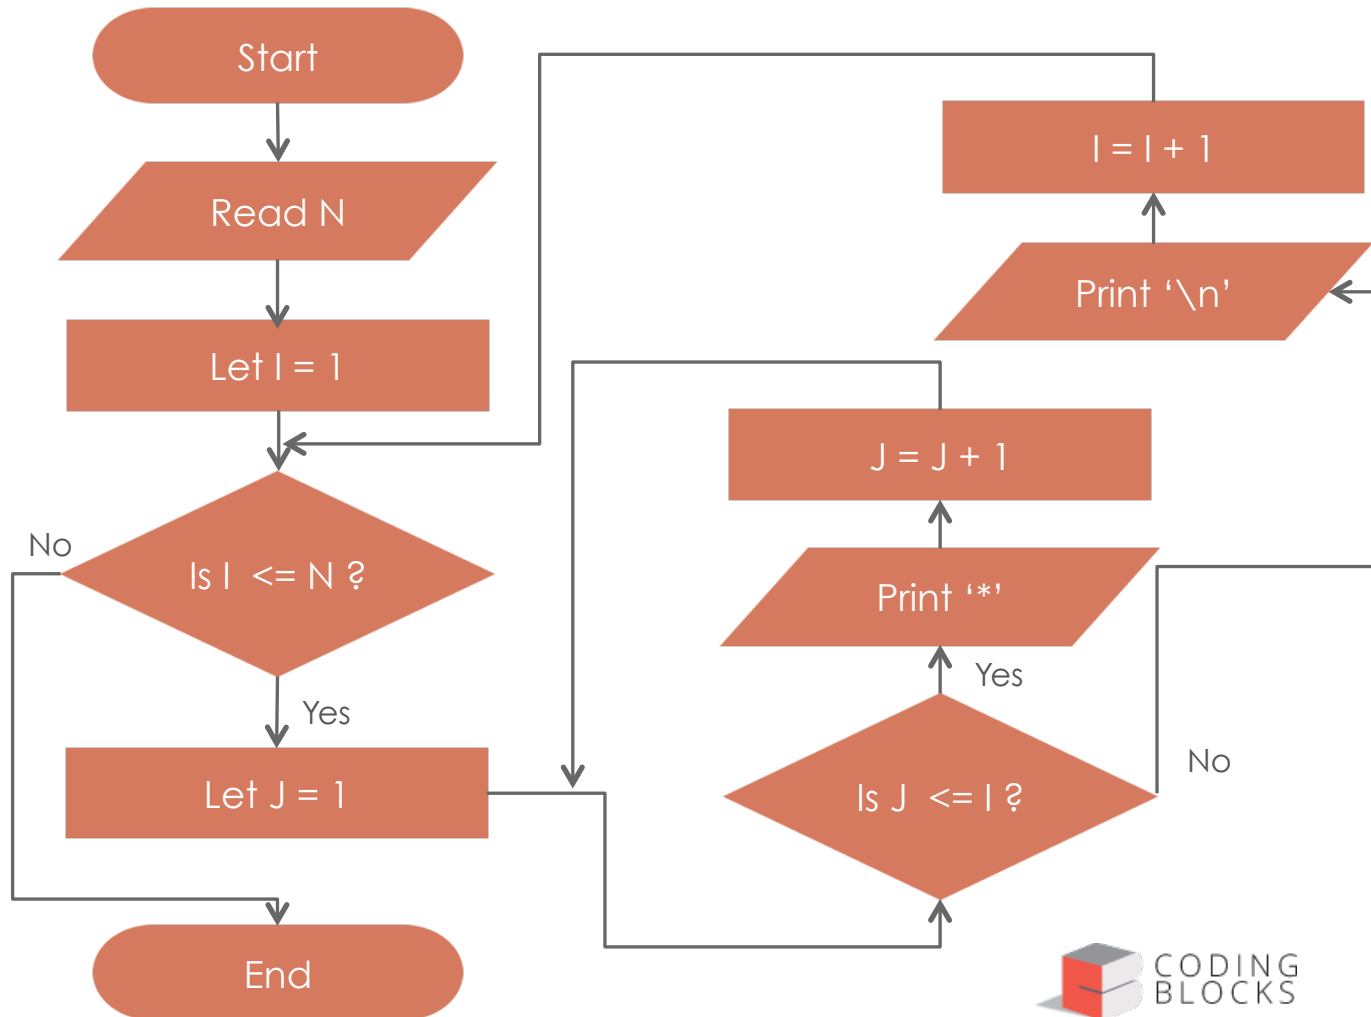 Start
Read N
Let I = 1
Is I <= N ?
No
Yes
Let J = 1
End
I = I + 1
Print ‘\n’
J = J + 1
Print ‘*’
Yes
Is J <= I ?
No
CODING
BLOCKS